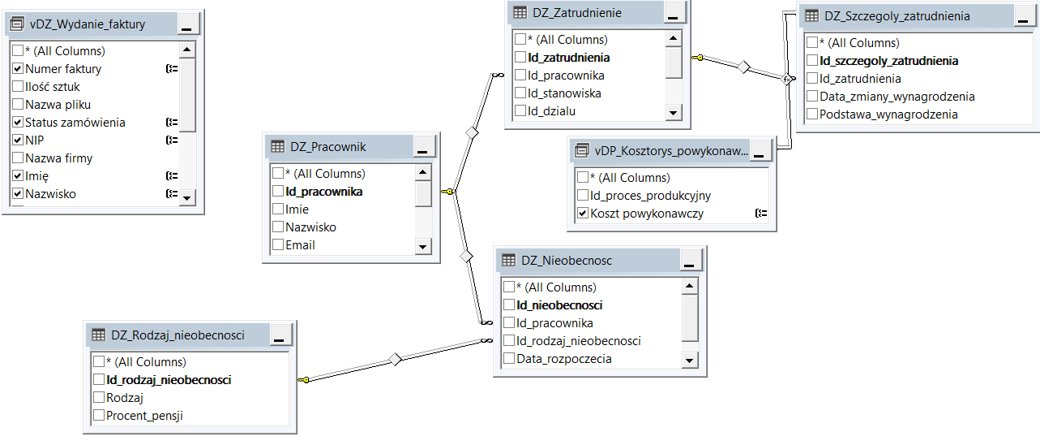 vDZ_Wydanie_faktury
* (All Columns)
Numer faktury
Ilość sztuk
Nazwa pliku
Status zamówienia
NIP
Nazwa firmy
Imię
Nazwisko
DZ_Zatrudnienie
* (All Columns)
Id_zatrudnienia
Id_pracownika
Id_stanowiska
Id_dzialu
DZ_Szczegoly_zatrudnienia
* (All Columns)
Id_szczegoly_zatrudnienia
Id_zatrudnienia
Data_zmiany_wynagrodzenia
Podstawa_wynagrodzenia
DZ_Pracownik
* (All Columns)
Id_pracownika
Imie
Nazwisko
Email
vDP_Kosztorys_powykonaw...
* (All Columns)
Id_proces_produkcyjny
Koszt powykonawczy
DZ_Nieobecnosc
* (All Columns)
Id_nieobecnosci
Id_pracownika
Id_rodzaj_nieobecnosci
Data_rozpoczecia
DZ_Rodzaj_nieobecnosci
* (All Columns)
Id_rodzaj_nieobecnosci
Rodzaj
Procent_pensji